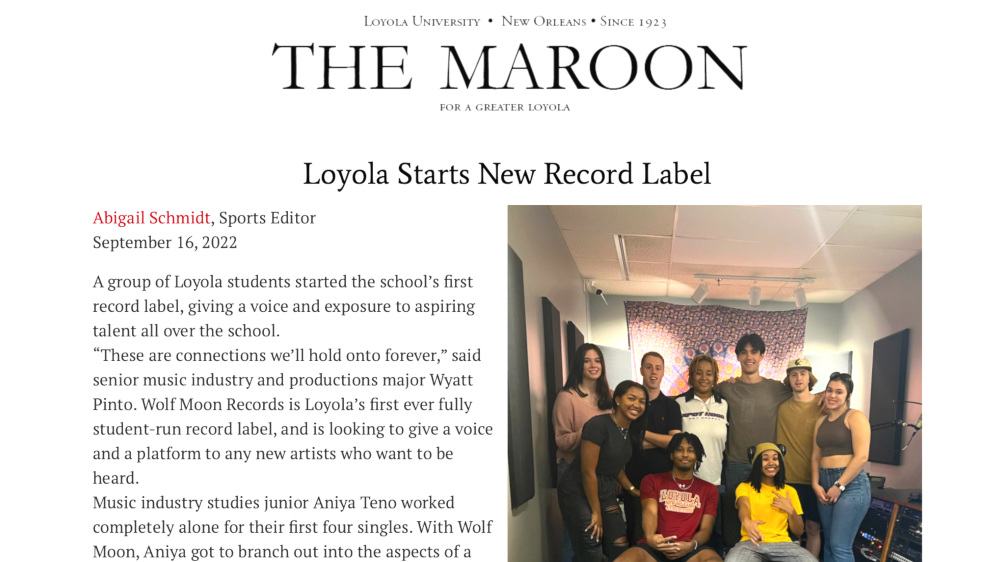 Loyola University • New Orleans • Since 1923
THE MAROON
FOR A GREATER LOYOLA
Loyola Starts New Record Label
Abigail Schmidt, Sports Editor
September 16, 2022
A group of Loyola students started the school’s first
record label, giving a voice and exposure to aspiring
talent all over the school.
“These are connections we’ll hold onto forever,” said
senior music industry and productions major Wyatt
Pinto. Wolf Moon Records is Loyola’s first ever fully
student-run record label, and is looking to give a voice
and a platform to any new artists who want to be
heard.
Music industry studies junior Aniya Teno worked
completely alone for their first four singles. With Wolf
Moon, Aniya got to branch out into the aspects of a
LOYOLA